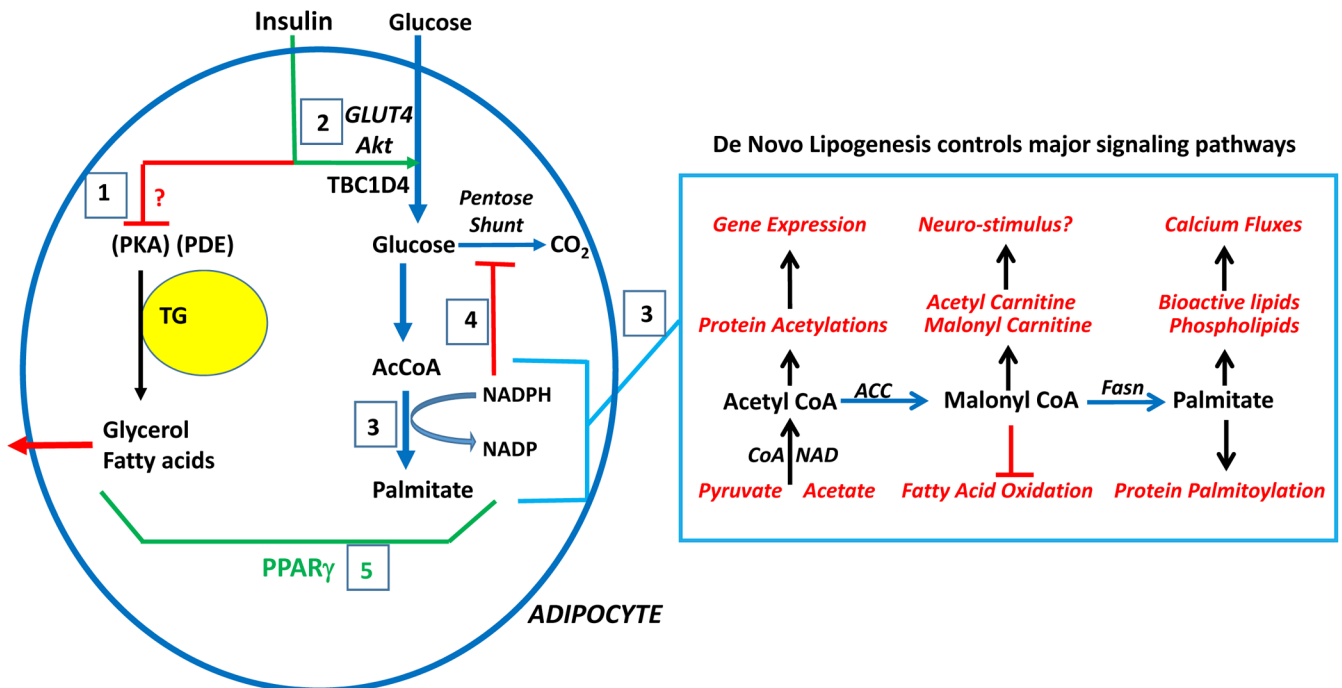 Insulin
Glucose
2
GLUT4
Akt
TBC1D4
1
?
(PKA) (PDE)
Pentose
Shunt
Glucose
CO2
TG
4
3
AcCoA
NADPH
3
NADP
Glycerol
Fatty acids
Palmitate
PPARγ
5
ADIPOCYTE
De Novo Lipogenesis controls major signaling pathways
Gene Expression
Neuro-stimulus?
Calcium Fluxes
Protein Acetylations
Acetyl Carnitine
Malonyl Carnitine
Bioactive lipids
Phospholipids
Acetyl CoA
ACC
Malonyl CoA
Fasn
Palmitate
CoA
NAD
Pyruvate
Acetate
Fatty Acid Oxidation
Protein Palmitoylation